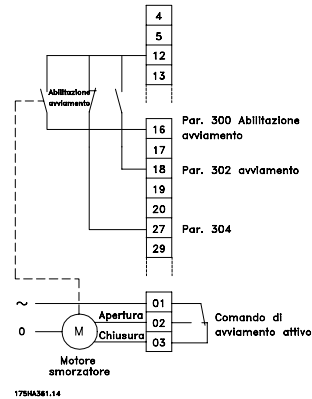 4
5
12
13
Abilitazione
avviamento
16
Par. 300 Abilitazione
avviamento
17
18
Par. 302 avviamento
19
20
27
Par. 304
29
~
01
Apertura
02
Comando di
avviamento attivo
0
M
Chiusura
03
Motore
smorzatore
175HA361.14